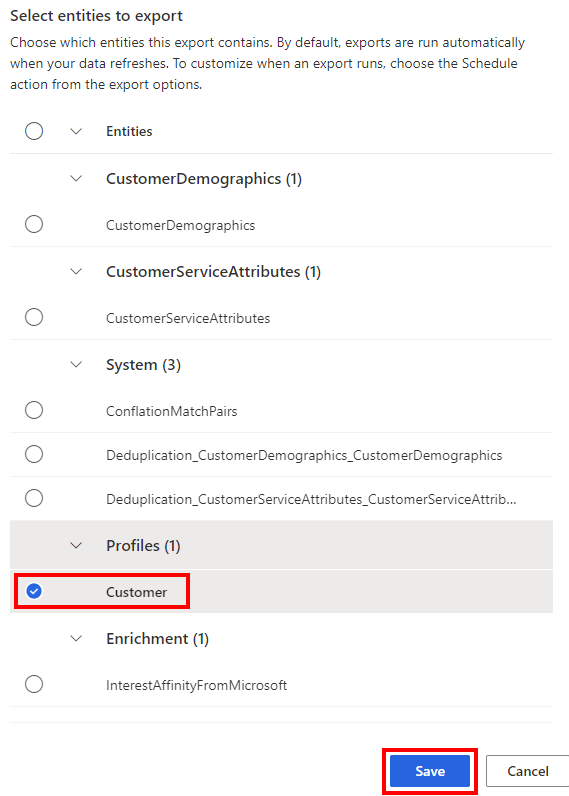 Select entities to export
Choose which entities this export contains. By default, exports are run automatically
when your data refreshes. To customize when an export runs, choose the Schedule
action from the export options.
Entities
CustomerDemographics (1)
CustomerDemographics
CustomerServiceAttributes (1)
CustomerServiceAttributes
System (3)
ConflationMatchPairs
Deduplication_CustomerDemographics_CustomerDemographics
Deduplication_CustomerServiceAttributes_CustomerServiceAttrib...
Profiles (1)
Customer
Enrichment (1)
InterestAffinityFromMicrosoft
Save Cancel